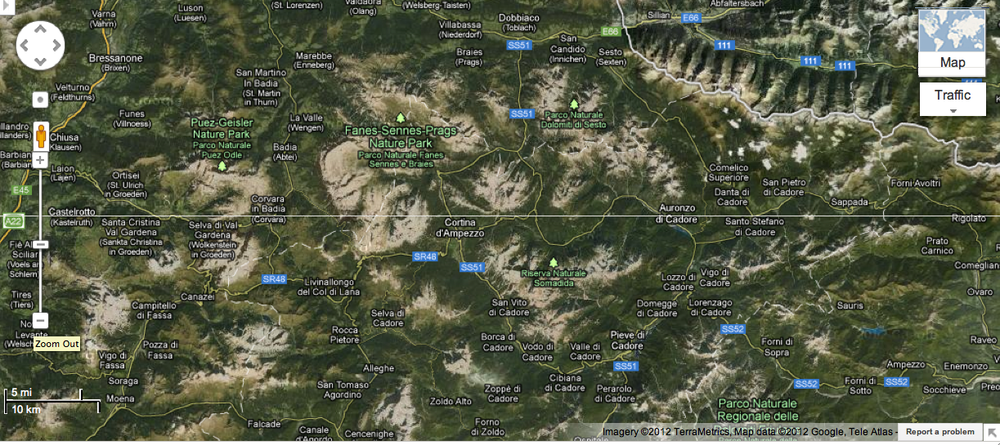 Luson
(Luesen)
(St. Lorenzen)
Valdaora
(Olang)
(Welsberg-Taisten)
Abfaltersbach
Varna
(Vahrn)
Dobbiaco
(Toblach)
Sillian
E66
Villabassa
(Niederdorf)
E66
San
Candido
(Innichen)
SS51
111
Bressanone
(Brixen)
Marebbe
(Enneberg)
Braies
(Prags)
Sesto
(Sexten)
111
111
Map
San Martino
In Badia
(St. Martin
in Thurn)
Velturno
(Feldthurns)
Traffic
Funes
(Villnoess)
La Valle
(Wengen)
SS51
Parco Naturale
Dolomiti di Sesto
Puez-Geisler
Nature Park
Parco Naturale
Puez Odle
Fanes-Sennes-Prags
Nature Park
Parco Naturale Fanes
Sennes e Braies
Chiusa
(Klausen)
Badia
(Abtei)
Barbian
(Barbian
Laion
(Lajen)
Ortisei
(St. Ulrich
in Groeden)
Comelico
Superiore
San Pietro
di Cadore
Forni Avoltri
E45
Danta di
Cadore
Sappada
Corvara
in Badia
(Corvara)
Castelrotto
(Kastelruth)
A22
Auronzo
di Cadore
Santo Stefano
di Cadore
Rigolato
Santa Cristina
Val Gardena
(Sankta Christina
in Groeden)
Selva di Val
Gardena
(Wolkenstein
in Groeden)
Cortina
d'Ampezzo
Prato
Carnico
SR48
SS51
Comeglian
Riserva Naturale
Somadida
SR48
Livinallongo
del Col di Lana
Lozzo di
Cadore
Vigo di
Cadore
Ovaro
Tires
(Tiers)
Canazei
Campitello
di Fassa
San Vito
di Cadore
Domegge
di Cadore
Lorenzago
di Cadore
Sauris
Selva di
Cadore
SS52
Rocca
Pietore
Borca di
Cadore
Pieve di
Cadore
Zoom Out
Pozza di
Fassa
Vodo di
Cadore
Valle di
Cadore
Forni di
Sopra
Raveo
Vigo di
Fassa
Alleghe
SS51
Ampezzo
Enemonzo
Soraga
San Tomaso
Agordino
Cibiana
di Cadore
Perarolo
di Cadore
SS52
Forni di
Sotto
SS52
Socchieve
5 mi
10 km
Moena
Zoppè di
Cadore
Zoldo Alto
Parco Naturale
Regionale delle
Falcade
Canale
d'Agordo
Cencenighe
Forno
di Zoldo
Imagery ©2012 TerraMetrics, Map data ©2012 Google, Tele Atlas -
Report a problem